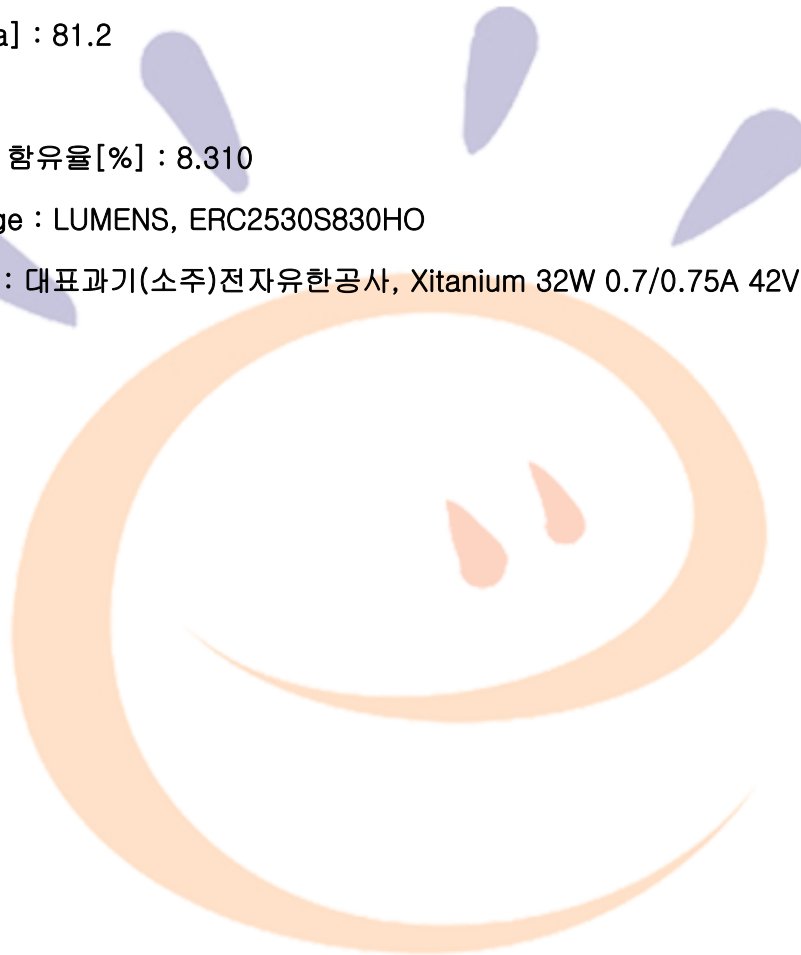 a] : 81.2
함유율[%] : 8.310
ge : LUMENS, ERC2530S830HO
: 대표과기(소주)전자유한공사, Xitanium 32W 0.7/0.75A 42V